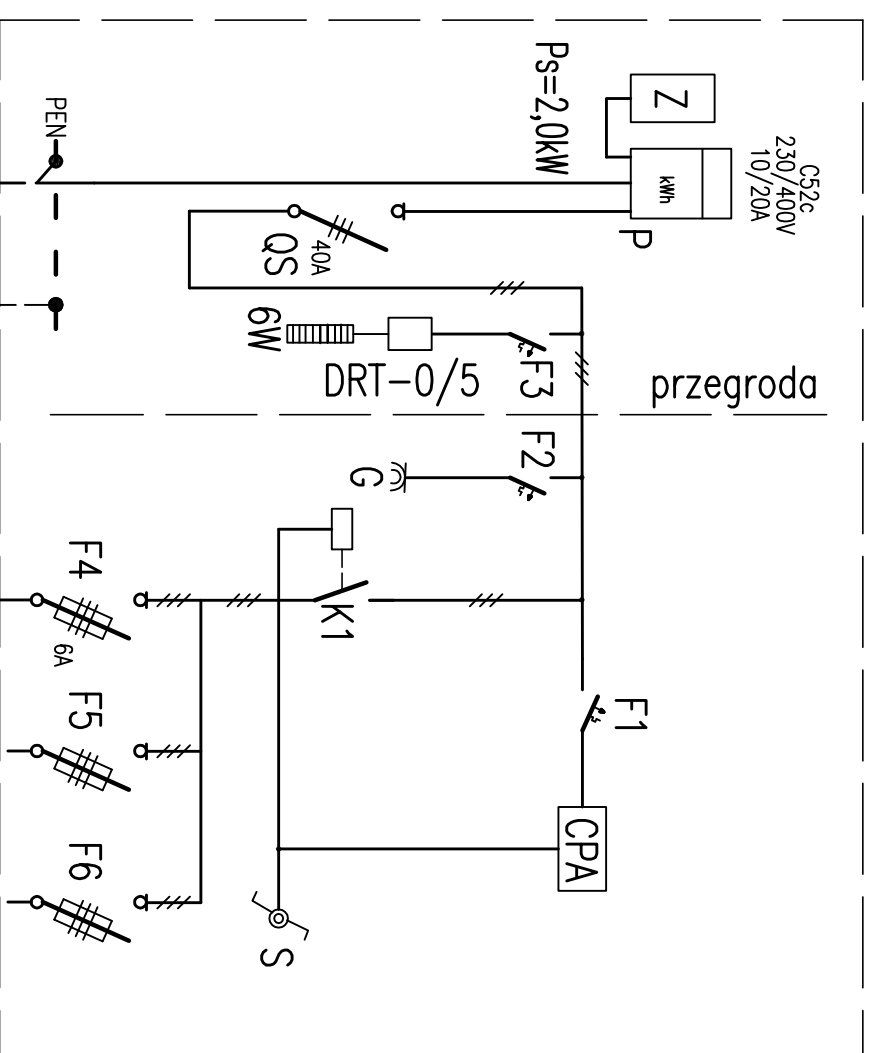 C52c
230/400V
10/20A
Z
kWh
P
Ps=2,0kW
PEN
QS
40A
6W
DRT-0/5
F3
przegroda
F2
G
K1
F1
CPA
F4
6A
F5
F6
S